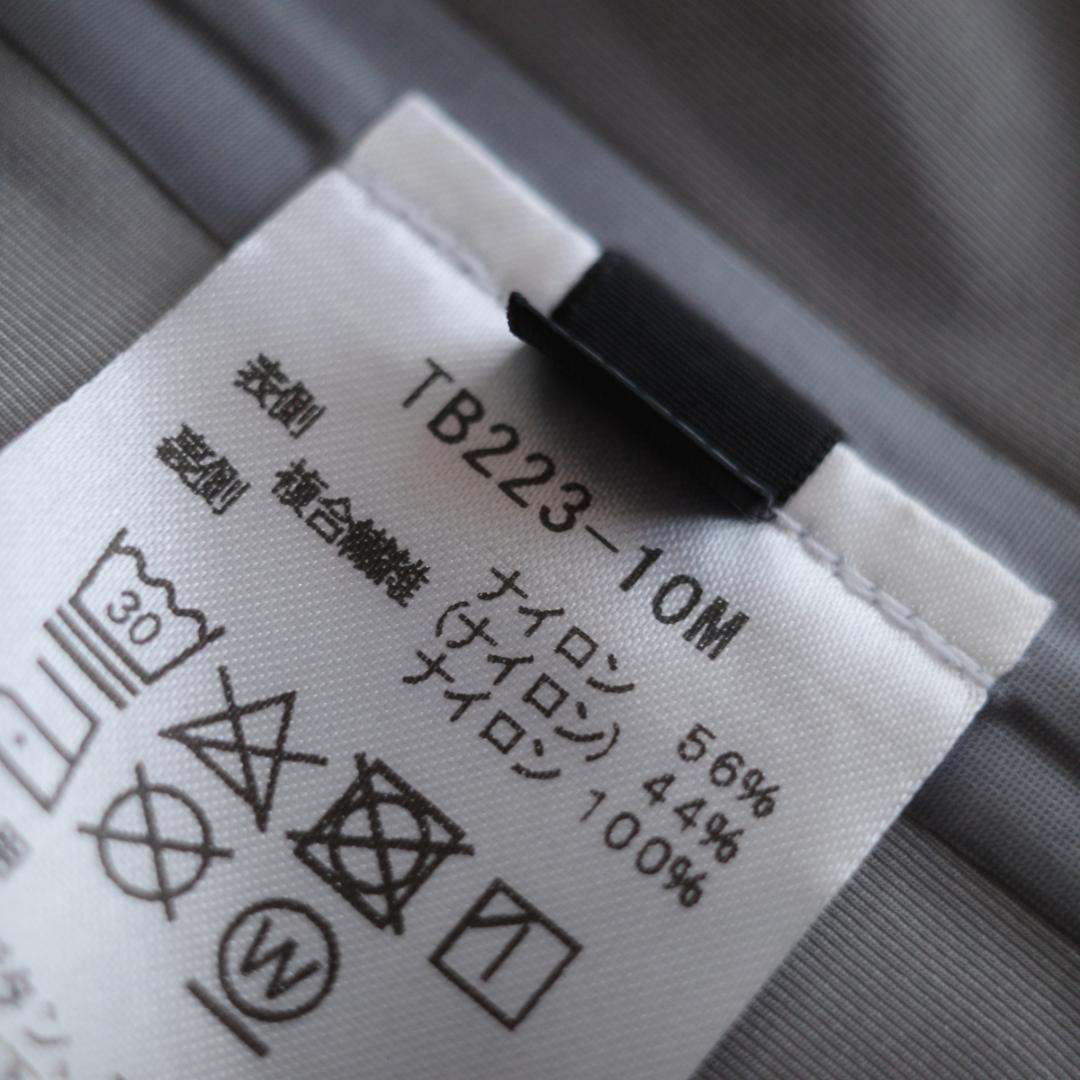 TB223-10M
表側 ナイロン 56%
複合繊維(ナイロン) 44%
裏側 ナイロン 100%
30
W